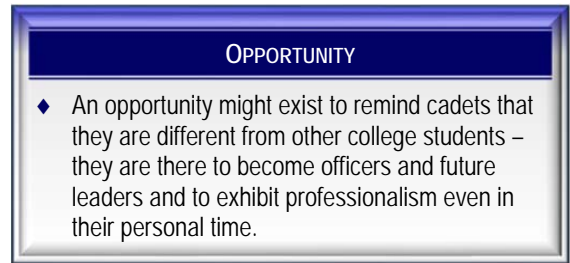 OPPORTUNITY
♦ An opportunity might exist to remind cadets that
they are different from other college students –
they are there to become officers and future
leaders and to exhibit professionalism even in
their personal time.